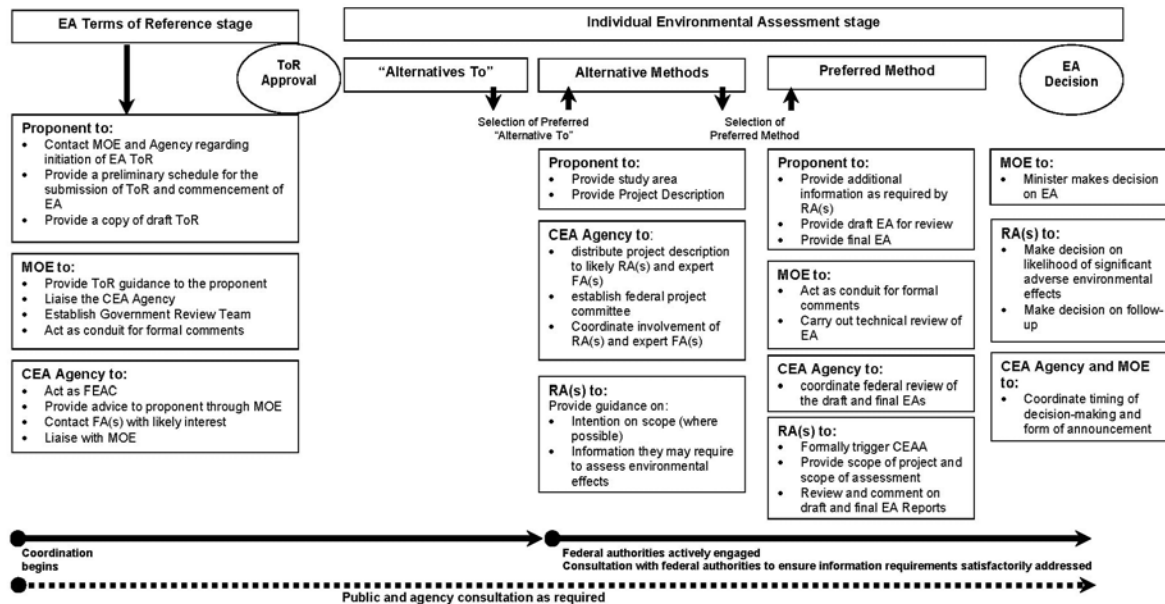 EA Terms of Reference stage
Individual Environmental Assessment stage
ToR
Approval
"Alternatives To"
Alternative Methods
Preferred Method
EA
Decision
Selection of Preferred
"Alternative To"
Selection of
Preferred Method
Proponent to:
• Contact MOE and Agency regarding
initiation of EA ToR
• Provide a preliminary schedule for the
submission of ToR and commencement of
EA
• Provide a copy of draft ToR
MOE to:
• Provide ToR guidance to the proponent
• Liaise the CEA Agency
• Establish Government Review Team
• Act as conduit for formal comments
CEA Agency to:
• Act as FEAC
• Provide advice to proponent through MOE
• Contact FA(s) with likely interest
• Liaise with MOE
Proponent to:
• Provide study area
• Provide Project Description
CEA Agency to:
• distribute project description
to likely RA(s) and expert
FA(s)
• establish federal project
committee
• Coordinate involvement of
RA(s) and expert FA(s)
RA(s) to:
Provide guidance on:
• Intention on scope (where
possible)
• Information they may require
to assess environmental
effects
Proponent to:
• Provide additional
information as required by
RA(s)
• Provide draft EA for review
• Provide final EA
MOE to:
• Act as conduit for formal
comments
• Carry out technical review of
EA
CEA Agency to:
• coordinate federal review of
the draft and final EAs
RA(s) to:
• Formally trigger CEAA
• Provide scope of project and
scope of assessment
• Review and comment on
draft and final EA Reports
MOE to:
• Minister makes decision
on EA
RA(s) to:
• Make decision on
likelihood of significant
adverse environmental
effects
• Make decision on follow-
up
CEA Agency and MOE
to:
• Coordinate timing of
decision-making and
form of announcement
Coordination
begins
Federal authorities actively engaged
Consultation with federal authorities to ensure information requirements satisfactorily addressed
Public and agency consultation as required